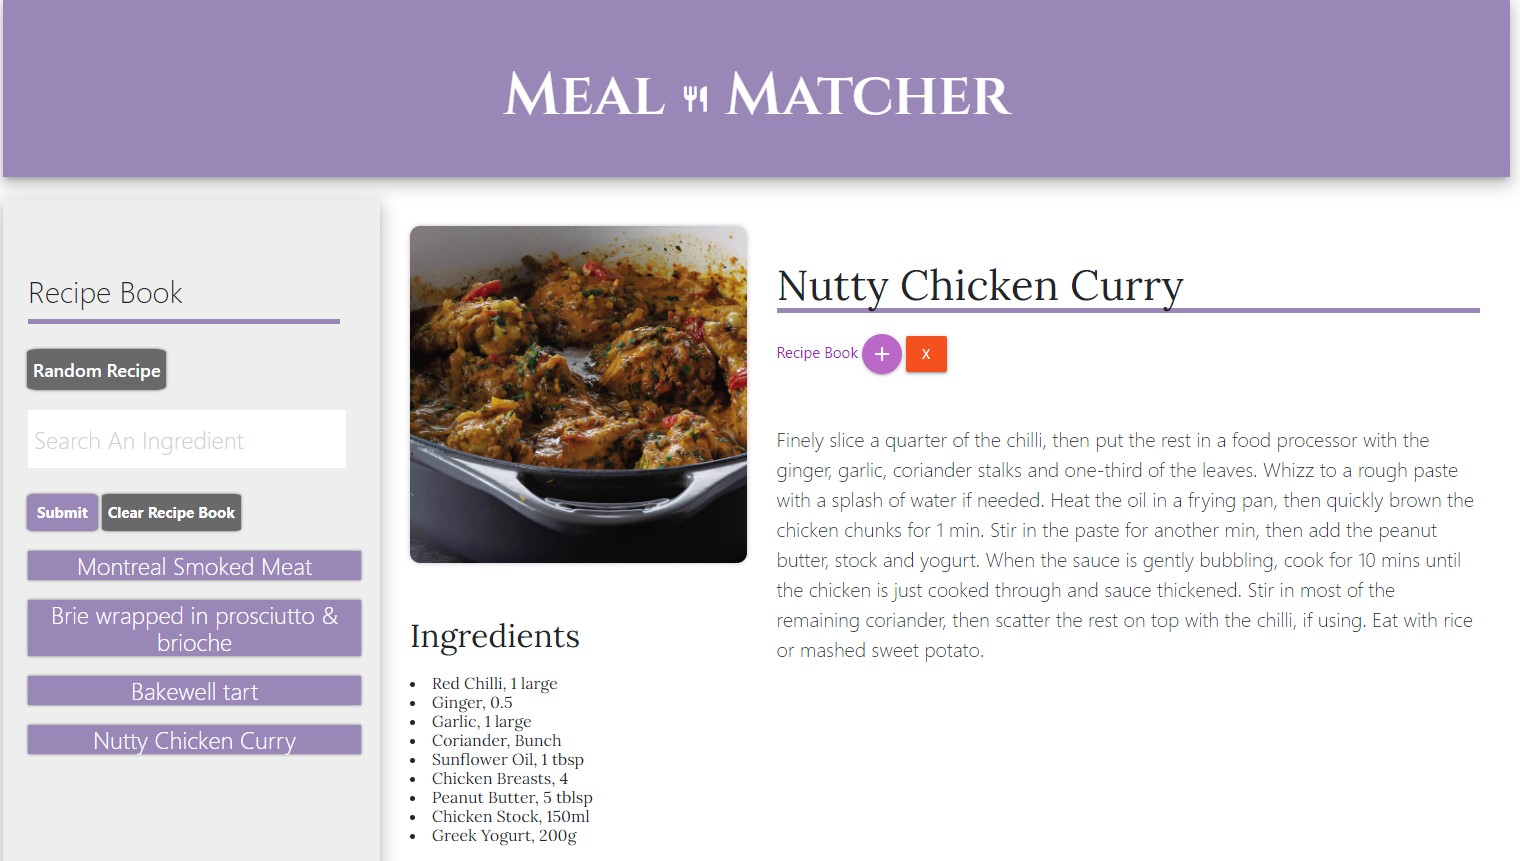 MEAL MATCHER
Recipe Book
Random Recipe
Search An Ingredient
Submit Clear Recipe Book
Montreal Smoked Meat
Brie wrapped in prosciutto &
brioche
Bakewell tart
Nutty Chicken Curry
Ingredients
Red Chilli, 1 large
Ginger, 0.5
Garlic, 1 large
Coriander, Bunch
Sunflower Oil, 1 tbsp
Chicken Breasts, 4
Peanut Butter, 5 tblsp
Chicken Stock, 150ml
Greek Yogurt, 200g
Nutty Chicken Curry
Recipe Book + X
Finely slice a quarter of the chilli, then put the rest in a food processor with the
ginger, garlic, coriander stalks and one-third of the leaves. Whizz to a rough paste
with a splash of water if needed. Heat the oil in a frying pan, then quickly brown the
chicken chunks for 1 min. Stir in the paste for another min, then add the peanut
butter, stock and yogurt. When the sauce is gently bubbling, cook for 10 mins until
the chicken is just cooked through and sauce thickened. Stir in most of the
remaining coriander, then scatter the rest on top with the chilli, if using. Eat with rice
or mashed sweet potato.